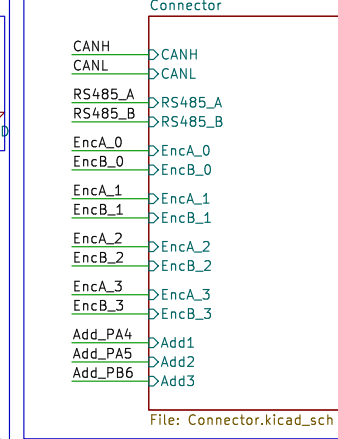 Connector
CANH CANH
CANL CANL
RS485_A RS485_A
RS485_B RS485_B
EncA_0 EncA_0
EncB_0 EncB_0
EncA_1 EncA_1
EncB_1 EncB_1
EncA_2 EncA_2
EncB_2 EncB_2
EncA_3 EncA_3
EncB_3 EncB_3
Add_PA4 Add1
Add_PA5 Add2
Add_PB6 Add3
File: Connector.kicad_sch